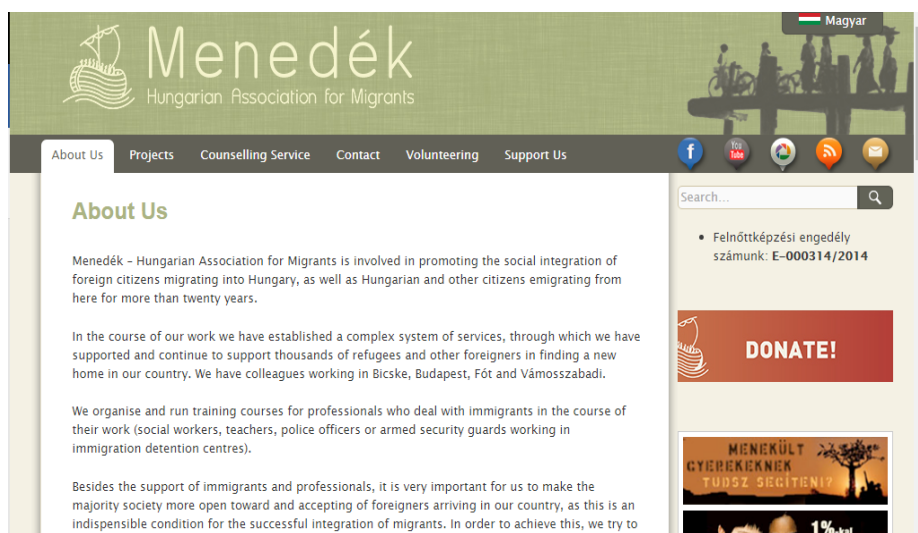 Magyar
Menedék
Hungarian Association for Migrants
About Us
Projects
Counselling Service
Contact
Volunteering
Support Us
f
You
Tube
About Us
Menedék – Hungarian Association for Migrants is involved in promoting the social integration of
foreign citizens migrating into Hungary, as well as Hungarian and other citizens emigrating from
here for more than twenty years.
In the course of our work we have established a complex system of services, through which we have
supported and continue to support thousands of refugees and other foreigners in finding a new
home in our country. We have colleagues working in Bicske, Budapest, Fót and Vámosszabadi.
We organise and run training courses for professionals who deal with immigrants in the course of
their work (social workers, teachers, police officers or armed security guards working in
immigration detention centres).
Besides the support of immigrants and professionals, it is very important for us to make the
majority society more open toward and accepting of foreigners arriving in our country, as this is an
indispensible condition for the successful integration of migrants. In order to achieve this, we try to
Search...
Felnőttképzési engedély
számunk: E-000314/2014
DONATE!
MENEKÜLT
GYEREKEKNEK
TUDSZ SEGÍTENI?
1%-kal